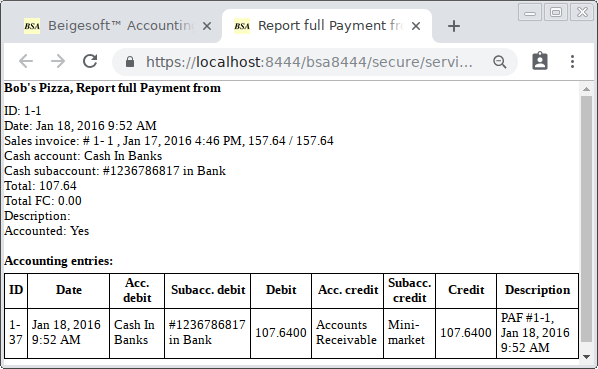 BSA Beigesoft™ Accounting
BSA Report full Payment fr
https://localhost:8444/bsa8444/secure/servi...
Bob's Pizza, Report full Payment from
ID: 1-1
Date: Jan 18, 2016 9:52 AM
Sales invoice: # 1- 1 , Jan 17, 2016 4:46 PM, 157.64 / 157.64
Cash account: Cash In Banks
Cash subaccount: #1236786817 in Bank
Total: 107.64
Total FC: 0.00
Description:
Accounted: Yes
Accounting entries:
ID Date Acc. debit Subacc. debit Debit Acc. credit Subacc. credit Credit Description
1-37 Jan 18, 2016 9:52 AM Cash In Banks #1236786817 in Bank 107.6400 Accounts Receivable Mini-market 107.6400 PAF #1-1, Jan 18, 2016 9:52 AM